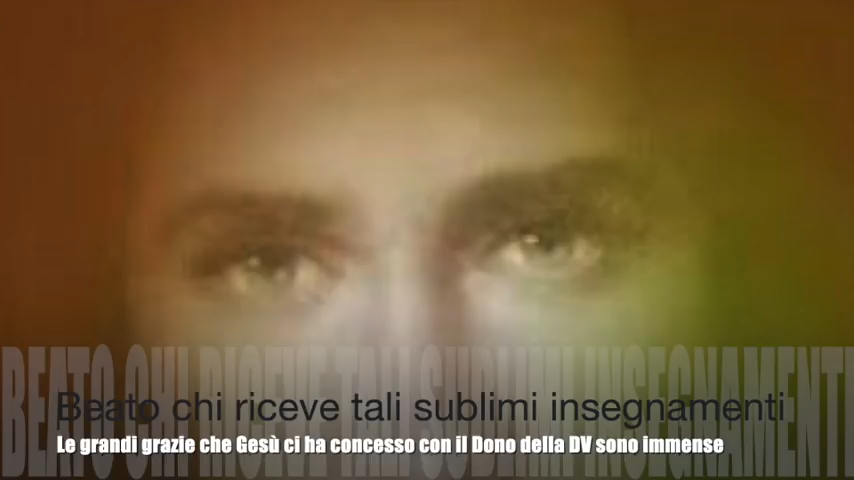 BEATO CHI RICEVE TALI SUBLIMI INSEGNAMENTI
Beato chi riceve tali sublimi insegnamenti
Le grandi grazie che Gesù ci ha concesso con il Dono della DV sono immense